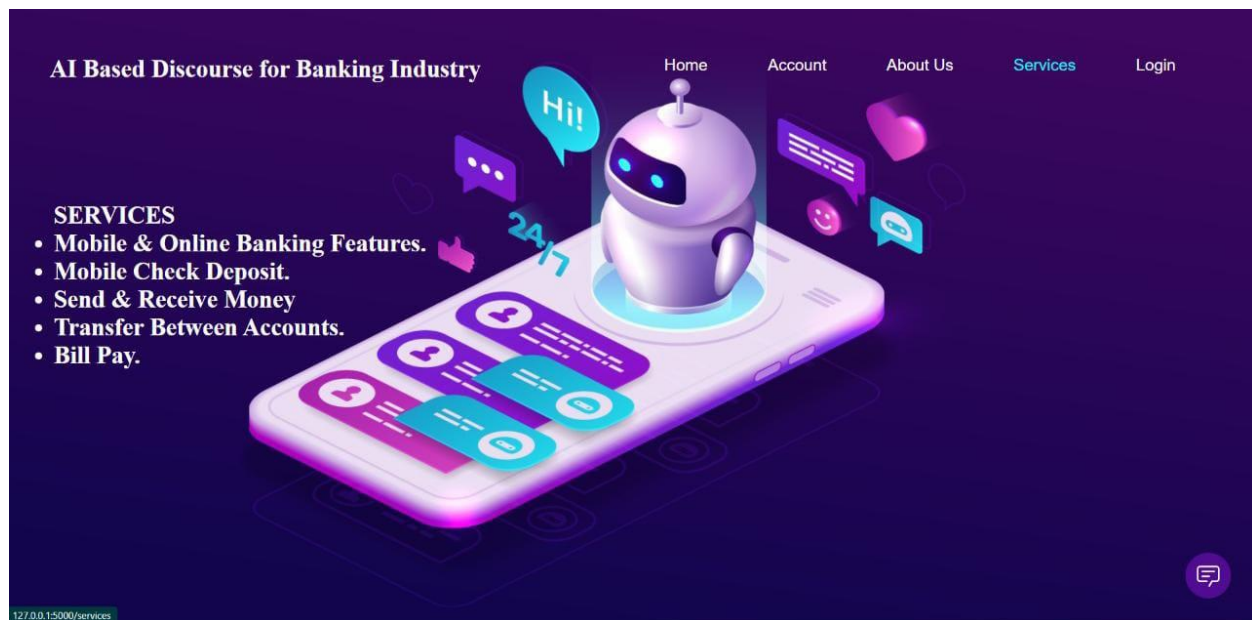 AI Based Discourse for Banking Industry
Home Account About Us Services Login
Hi!
24/7
SERVICES
• Mobile & Online Banking Features.
• Mobile Check Deposit.
• Send & Receive Money
• Transfer Between Accounts.
• Bill Pay.
127.0.0.1:5000/services